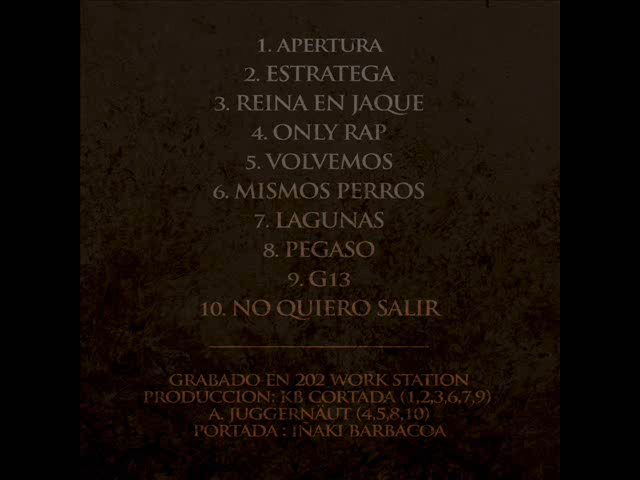 1. APERTURA
2. ESTRATEGA
3. REINA EN JAQUE
4. ONLY RAP
5. VOLVEMOS
6. MISMOS PERROS
7. LAGUNAS
8. PEGASO
9. G13
10. NO QUIERO SALIR
GRABADO EN 202 WORK STATION
PRODUCCION: KB CORTADA (1,2,3,6,7,9)
A. JUGGERNÄUT (4,5,8,10)
PORTADA : IÑAKI BARBACOA